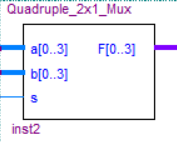 Quadruple_2x1_Mux
a[0..3] F[0..3]
b[0..3]
s
inst2